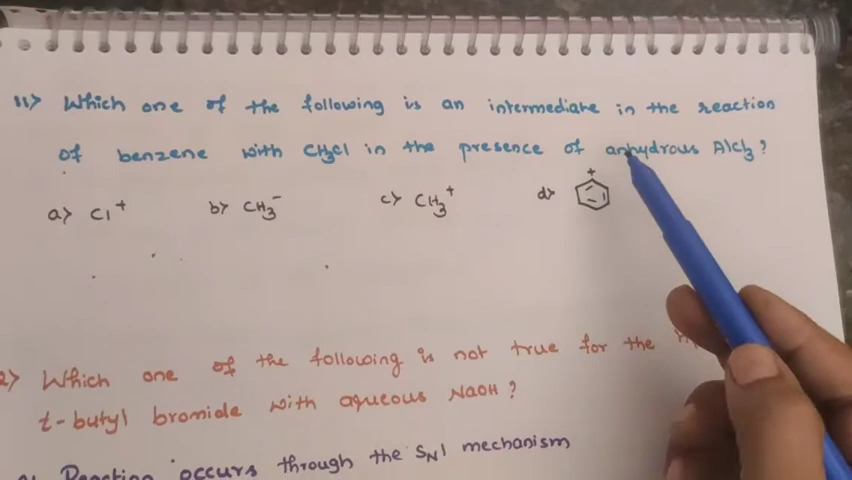 11> Which one of the following is an intermediate in the reaction
of benzene with CH3Cl in the presence of anhydrous AlCl3?
a> Cl+ b> CH3- c> CH3+ d> +
2> Which one of the following is not true for the
t-butyl bromide with aqueous NaOH?
Reaction occurs through the SN1 mechanism